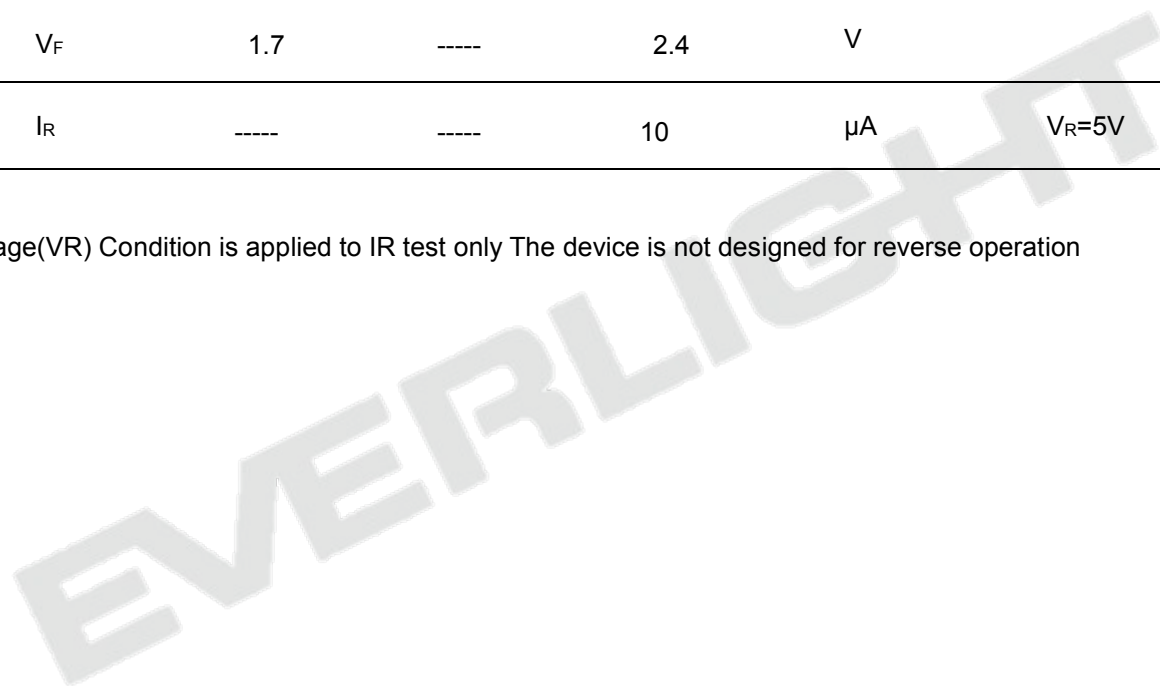 VF 1.7 ----- 2.4 V
IR ----- ----- 10 μA VR=5V
age(VR) Condition is applied to IR test only The device is not designed for reverse operation
EVERLIGHT